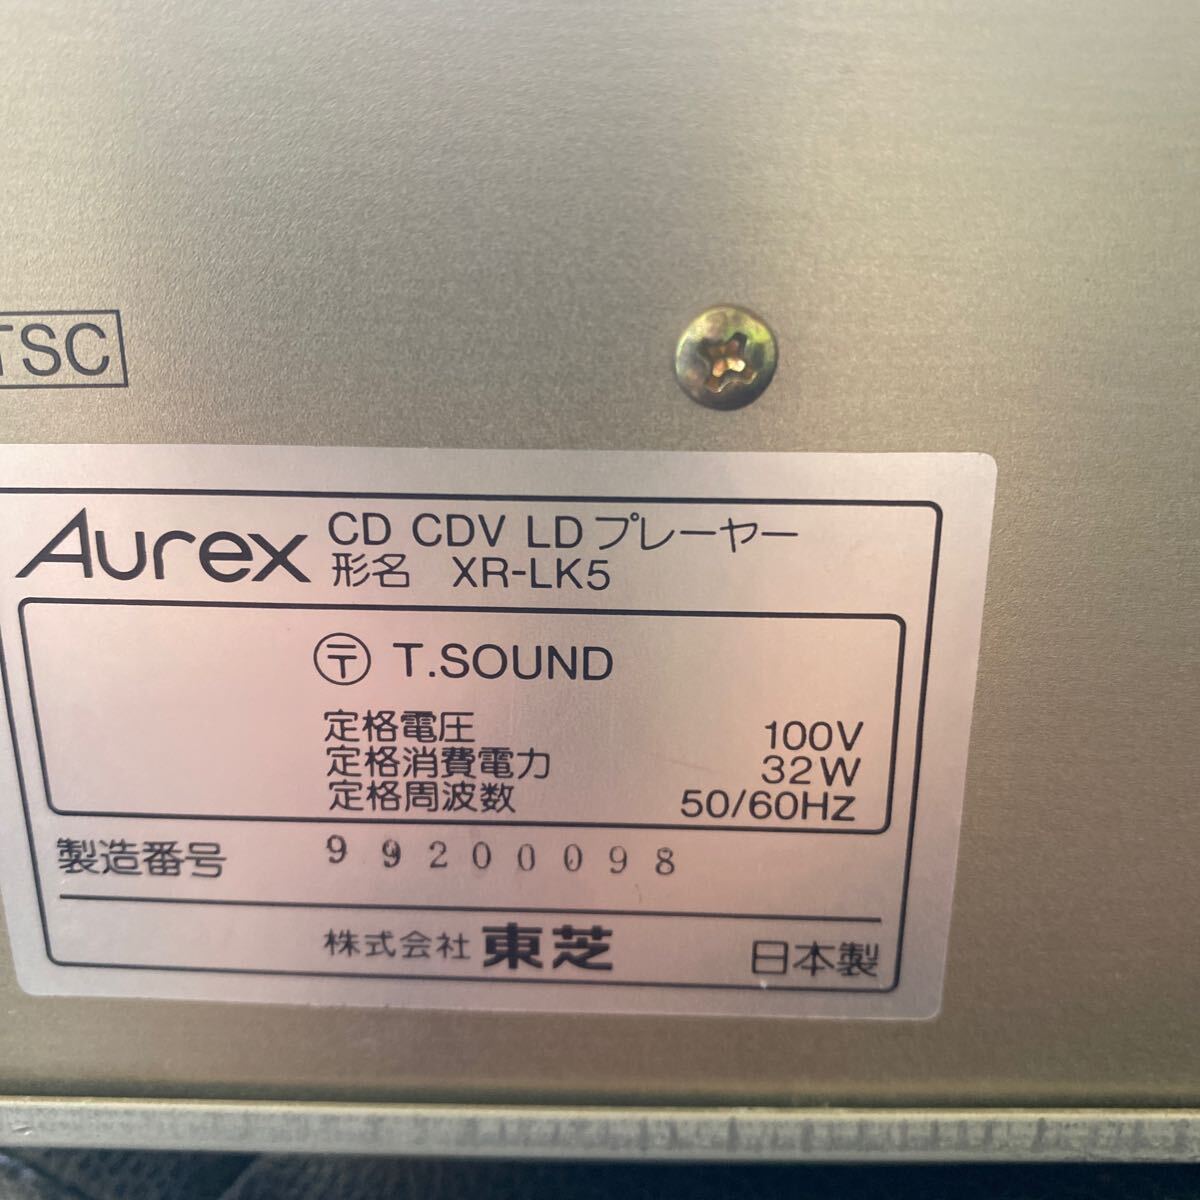 TSC
Aurex CD CDV LD プレーヤー
形名 XR-LK5
〒 T.SOUND
定格電圧 100V
定格消費電力 32W
定格周波数 50/60Hz
製造番号 99200098
株式会社 東芝 日本製